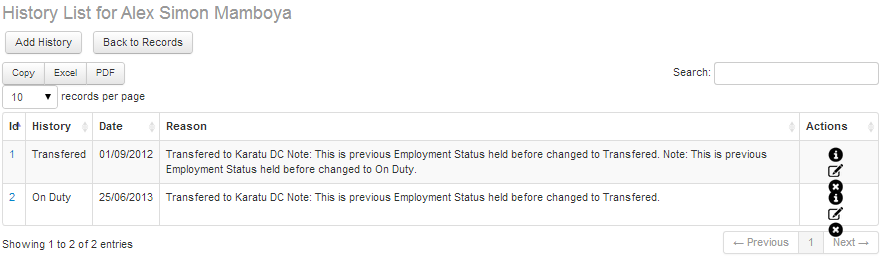 History List for Alex Simon Mamboya
Add History Back to Records
Copy Excel PDF Search:
10 records per page
Id History Date Reason Actions
1 Transfered 01/09/2012 Transfered to Karatu DC Note: This is previous Employment Status held before changed to Transfered. Note: This is previous
Employment Status held before changed to On Duty.
2 On Duty 25/06/2013 Transfered to Karatu DC Note: This is previous Employment Status held before changed to Transfered.
Showing 1 to 2 of 2 entries ← Previous 1 Next →